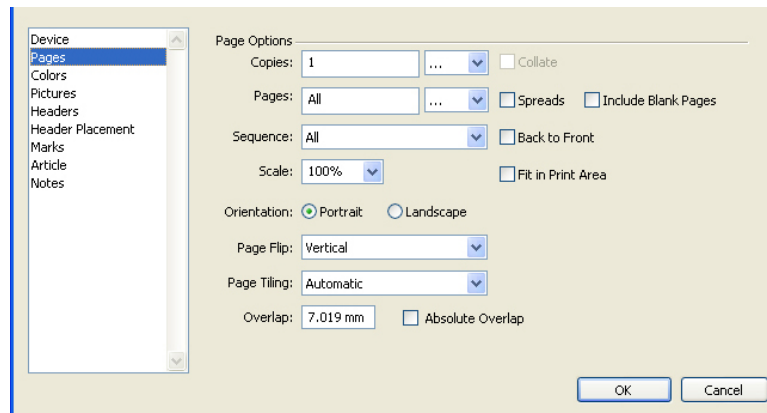 Device
Pages
Colors
Pictures
Headers
Header Placement
Marks
Article
Notes
Page Options
Copies: 1 ... Collate
Pages: All ... Spreads Include Blank Pages
Sequence: All Back to Front
Scale: 100% Fit in Print Area
Orientation: Portrait Landscape
Page Flip: Vertical
Page Tiling: Automatic
Overlap: 7.019 mm Absolute Overlap
OK Cancel